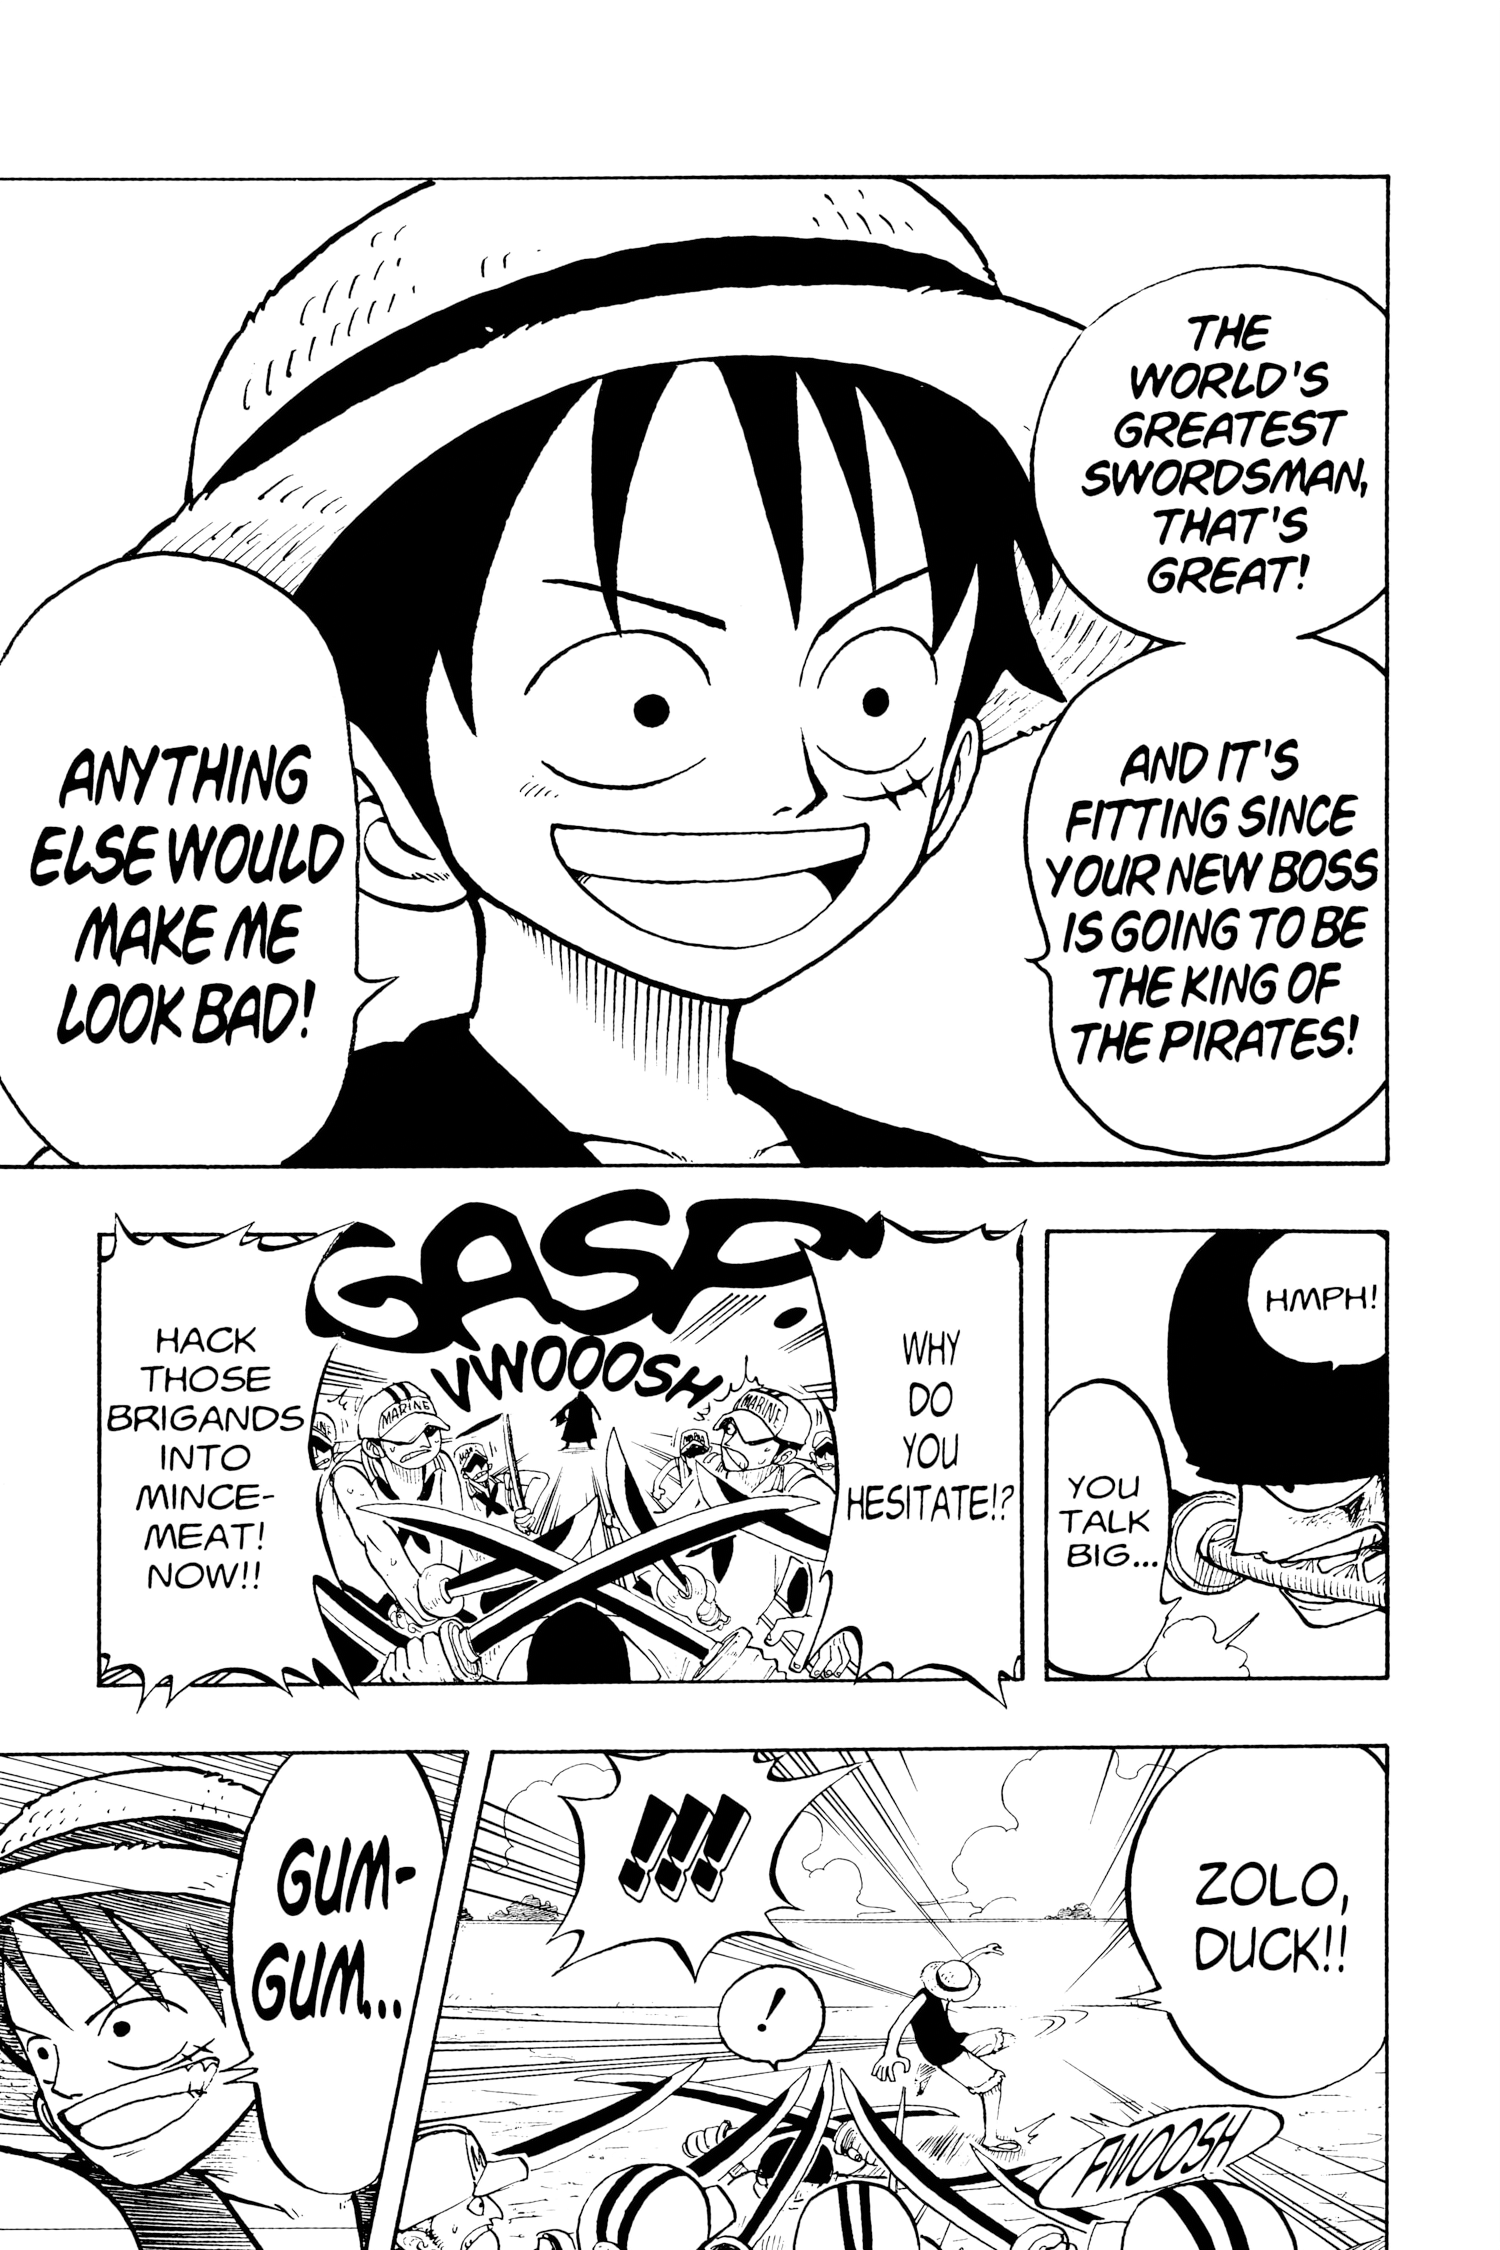 THE
WORLD'S
GREATEST
SWORDSMAN,
THAT'S
GREAT!
AND IT'S
FITTING SINCE
YOUR NEW BOSS
IS GOING TO BE
THE KING OF
THE PIRATES!
ANYTHING
ELSE WOULD
MAKE ME
LOOK BAD!
HMPH!
YOU
TALK
BIG...
WHY
DO
YOU
HESITATE!?
GASP
VWOOOSH
MARINE
MARINE
HACK
THOSE
BRIGANDS
INTO
MINCE-
MEAT!
NOW!!
ZOLO,
DUCK!!
!!!
!
FWOOSH
GUM-
GUM...